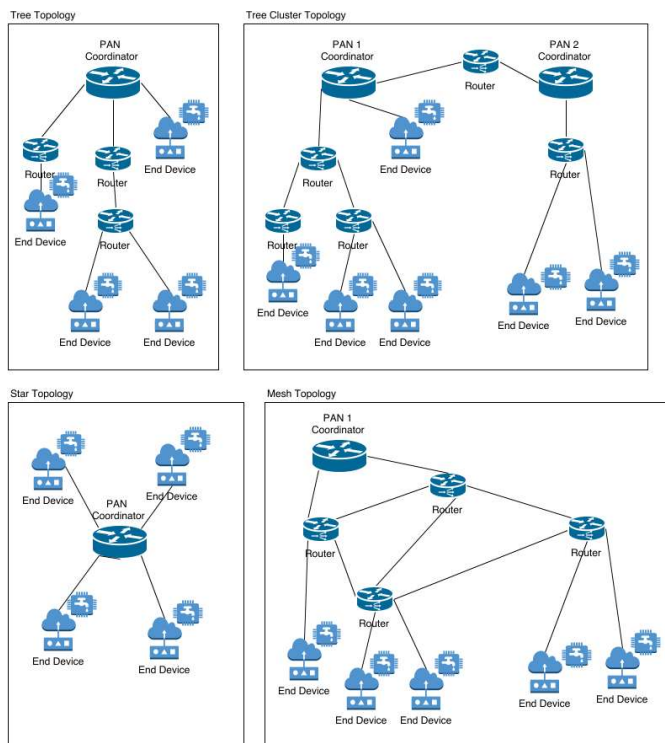 Tree Topology
PAN
Coordinator
Router
Router
End Device
End Device
Router
End Device
End Device
Tree Cluster Topology
PAN 1
Coordinator
PAN 2
Coordinator
Router
End Device
Router
Router
Router
Router
End Device
End Device
End Device
End Device
End Device
Star Topology
End Device
End Device
PAN
Coordinator
End Device
End Device
Mesh Topology
PAN 1
Coordinator
Router
Router
Router
Router
End Device
End Device
End Device
End Device
End Device